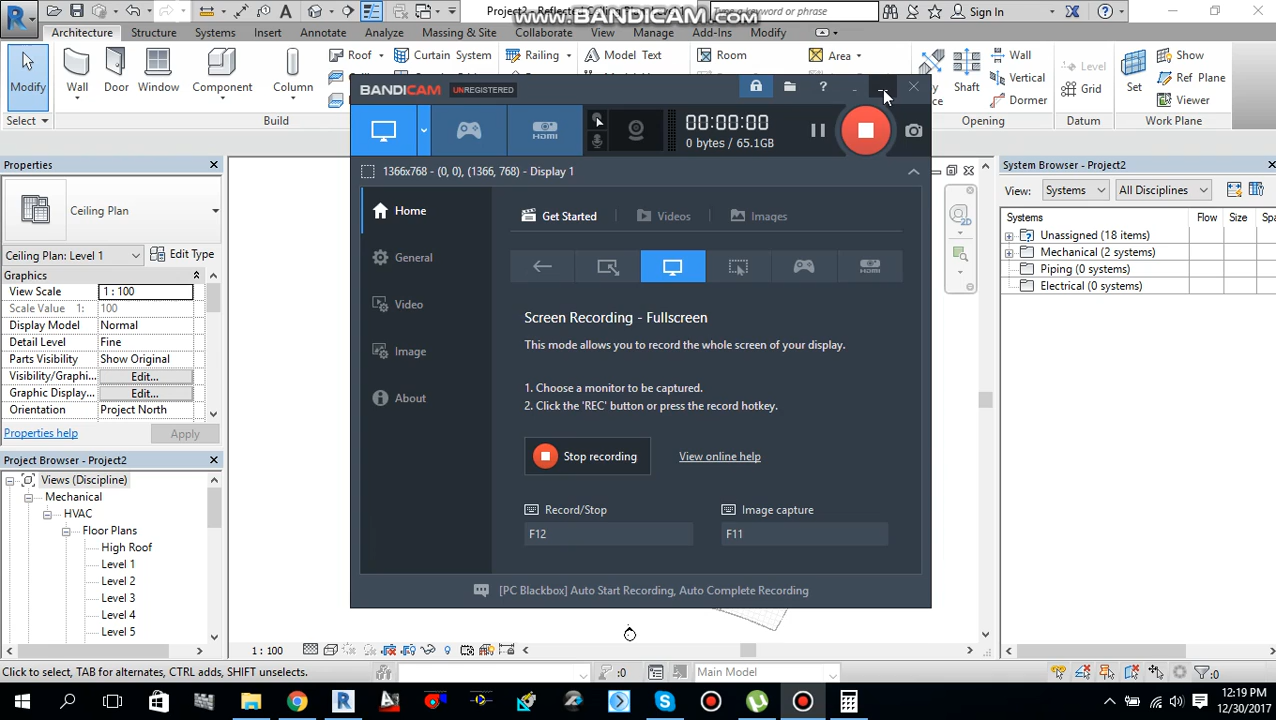 Project2 - Reflected
www.BANDICAM.com
Type a keyword or phrase
Sign In
Architecture Structure Systems Insert Annotate Analyze Massing & Site Collaborate View Manage Add-Ins Modify
Modify
Wall
Door
Window
Component
Column
Roof
Curtain System
Railing
Model Text
Room
Area
Shaft
Wall
Vertical
Dormer
Level
Grid
Set
Show
Ref Plane
Viewer
Select
Build
Opening
Datum
Work Plane
BANDICAM UNREGISTERED
00:00:00
0 bytes / 65.1GB
HDMI
1366x768 - (0, 0), (1366, 768) - Display 1
Home
General
Video
Image
About
Get Started
Videos
Images
HDMI
Screen Recording - Fullscreen
This mode allows you to record the whole screen of your display.
1. Choose a monitor to be captured.
2. Click the 'REC' button or press the record hotkey.
Stop recording
View online help
Record/Stop
Image capture
F12
F11
[PC Blackbox] Auto Start Recording, Auto Complete Recording
Properties
Ceiling Plan
Ceiling Plan: Level 1
Edit Type
Graphics
View Scale 1 : 100
Scale Value 1: 100
Display Model Normal
Detail Level Fine
Parts Visibility Show Original
Visibility/Graphi... Edit...
Graphic Display... Edit...
Orientation Project North
Properties help
Apply
Project Browser - Project2
Views (Discipline)
Mechanical
HVAC
Floor Plans
High Roof
Level 1
Level 2
Level 3
Level 4
Level 5
System Browser - Project2
View: Systems All Disciplines
Systems Flow Size Spa
Unassigned (18 items)
Mechanical (2 systems)
Piping (0 systems)
Electrical (0 systems)
1 : 100
Click to select, TAB for alternates, CTRL adds, SHIFT unselects.
:0
Main Model
:0
12:19 PM
12/30/2017